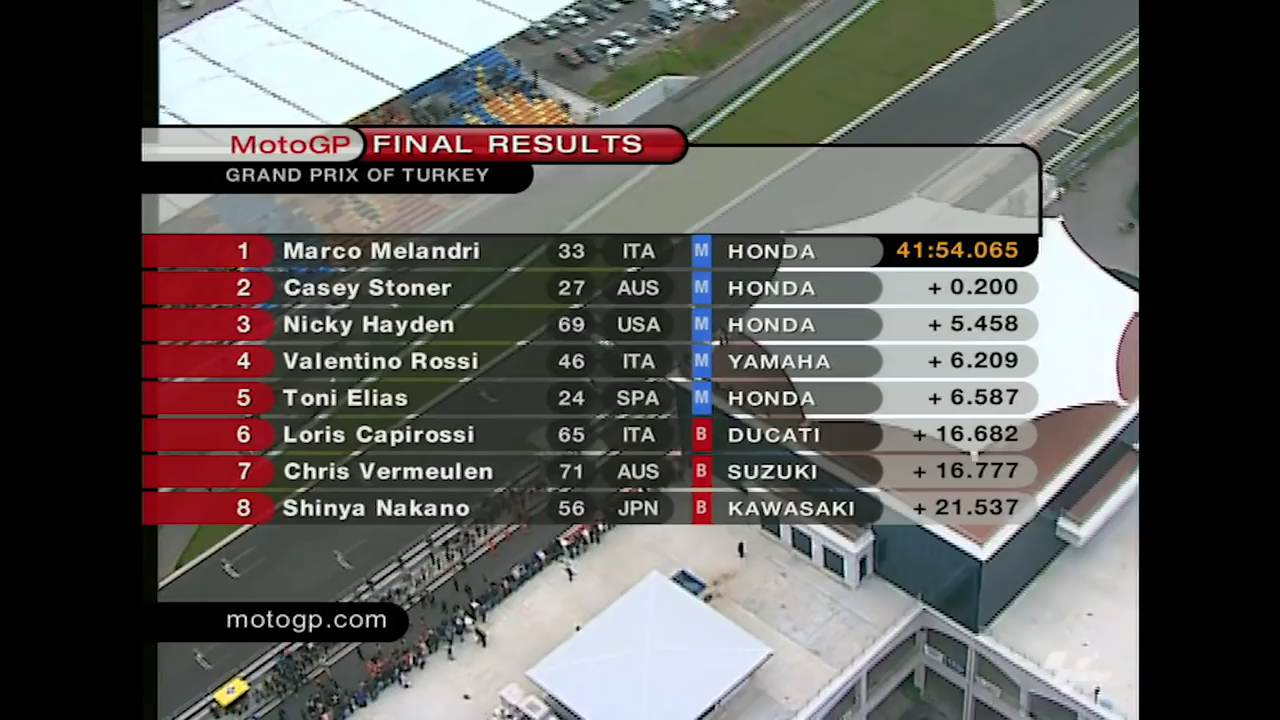 MotoGP FINAL RESULTS
GRAND PRIX OF TURKEY
1 Marco Melandri 33 ITA M HONDA 41:54.065
2 Casey Stoner 27 AUS M HONDA + 0.200
3 Nicky Hayden 69 USA M HONDA + 5.458
4 Valentino Rossi 46 ITA M YAMAHA + 6.209
5 Toni Elias 24 SPA M HONDA + 6.587
6 Loris Capirossi 65 ITA B DUCATI + 16.682
7 Chris Vermeulen 71 AUS B SUZUKI + 16.777
8 Shinya Nakano 56 JPN B KAWASAKI + 21.537
motogp.com